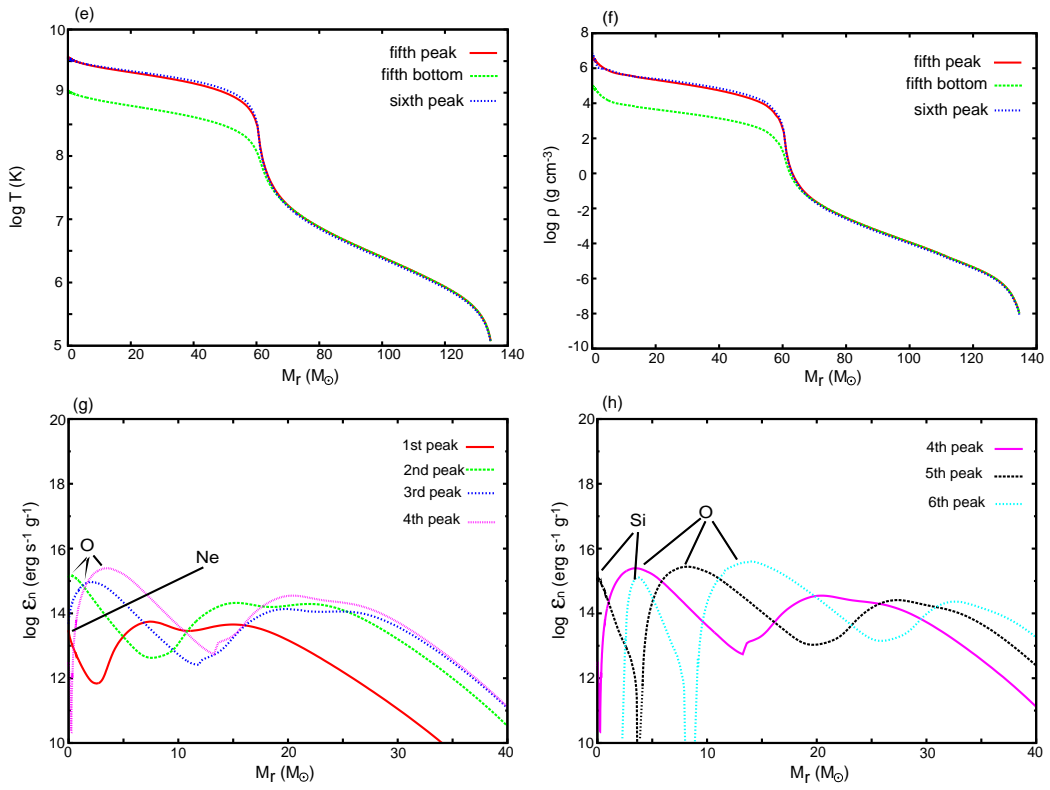 (e)
10
9
8
7
6
5
log T (K)
fifth peak
fifth bottom
sixth peak
0 20 40 60 80 100 120 140
Mr (M⊙)
(f)
8
6
4
2
0
-2
-4
-6
-8
-10
log ρ (g cm-3)
fifth peak
fifth bottom
sixth peak
0 20 40 60 80 100 120 140
Mr (M⊙)
(g)
20
18
16
14
12
10
log εn (erg s-1 g-1)
1st peak
2nd peak
3rd peak
4th peak
O
Ne
0 10 20 30 40
Mr (M⊙)
(h)
20
18
16
14
12
10
log εn (erg s-1 g-1)
4th peak
5th peak
6th peak
Si
O
0 10 20 30 40
Mr (M⊙)